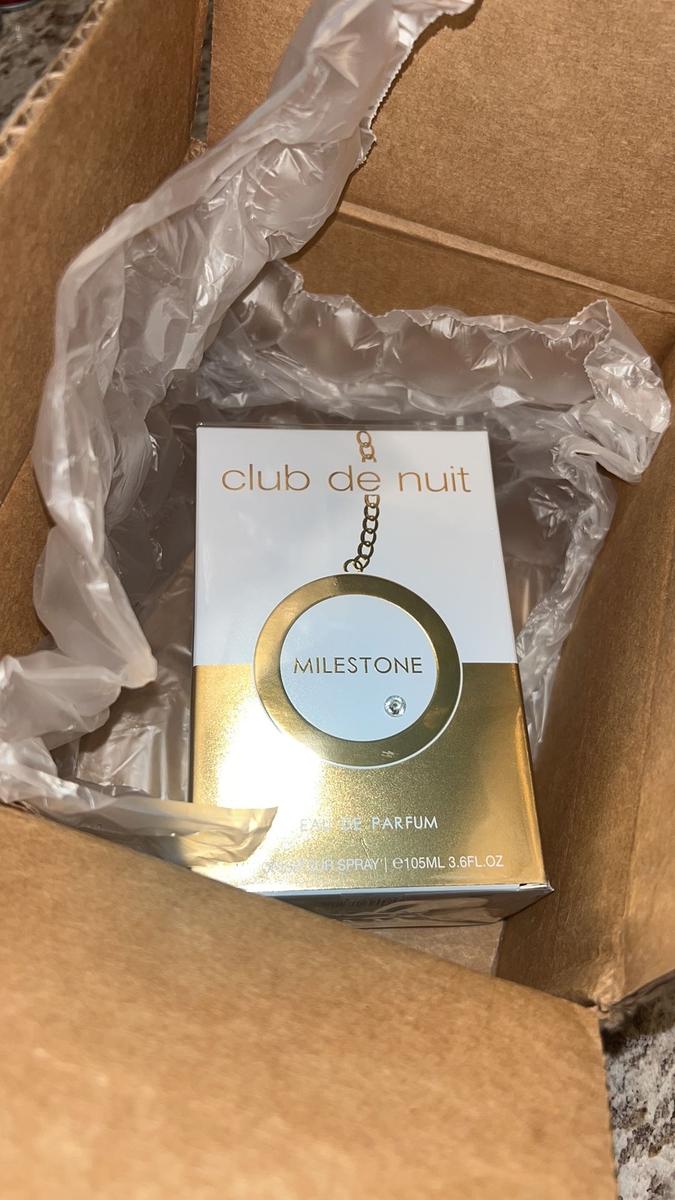 club de nuit
MILESTONE
EAU DE PARFUM
SPRAY | ℮105ML 3.6FL.OZ